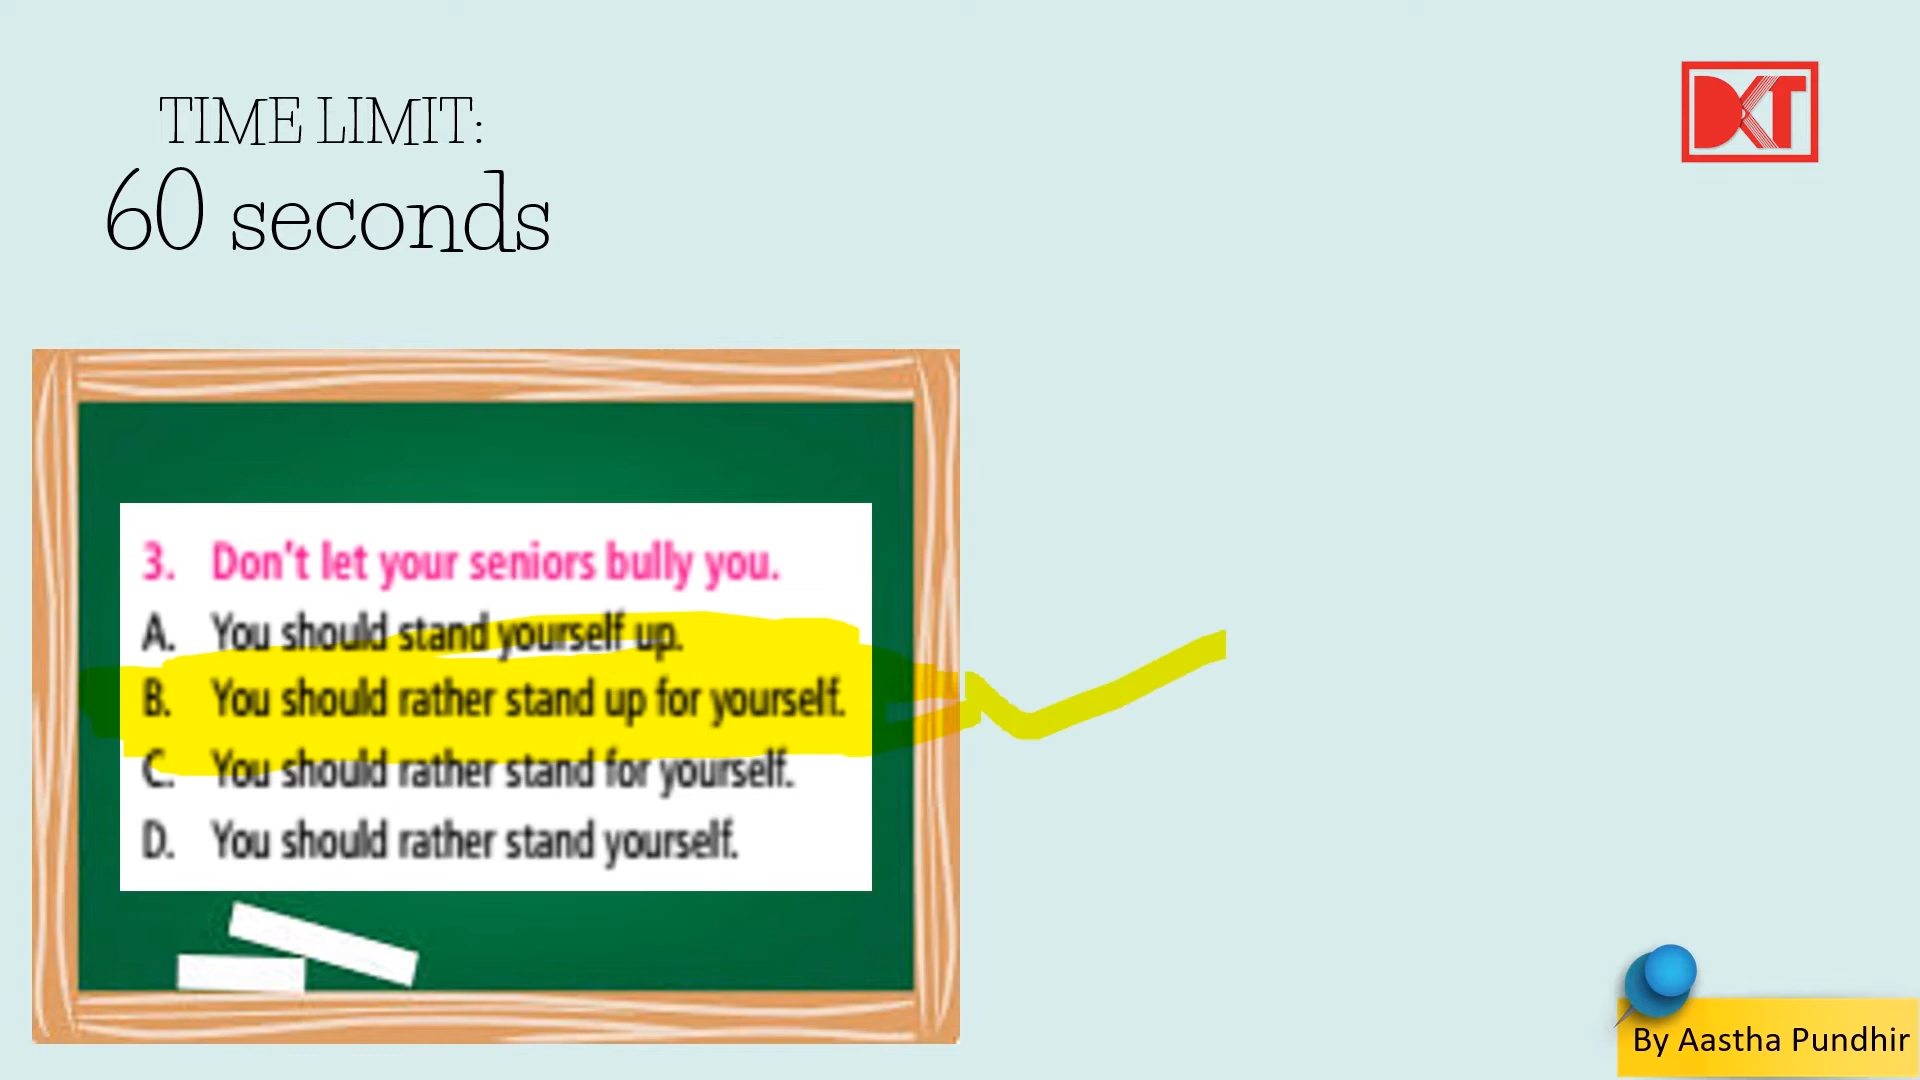 TIME LIMIT:
60 seconds
DKT
3. Don't let your seniors bully you.
A. You should stand yourself up.
B. You should rather stand up for yourself.
C. You should rather stand for yourself.
D. You should rather stand yourself.
By Aastha Pundhir